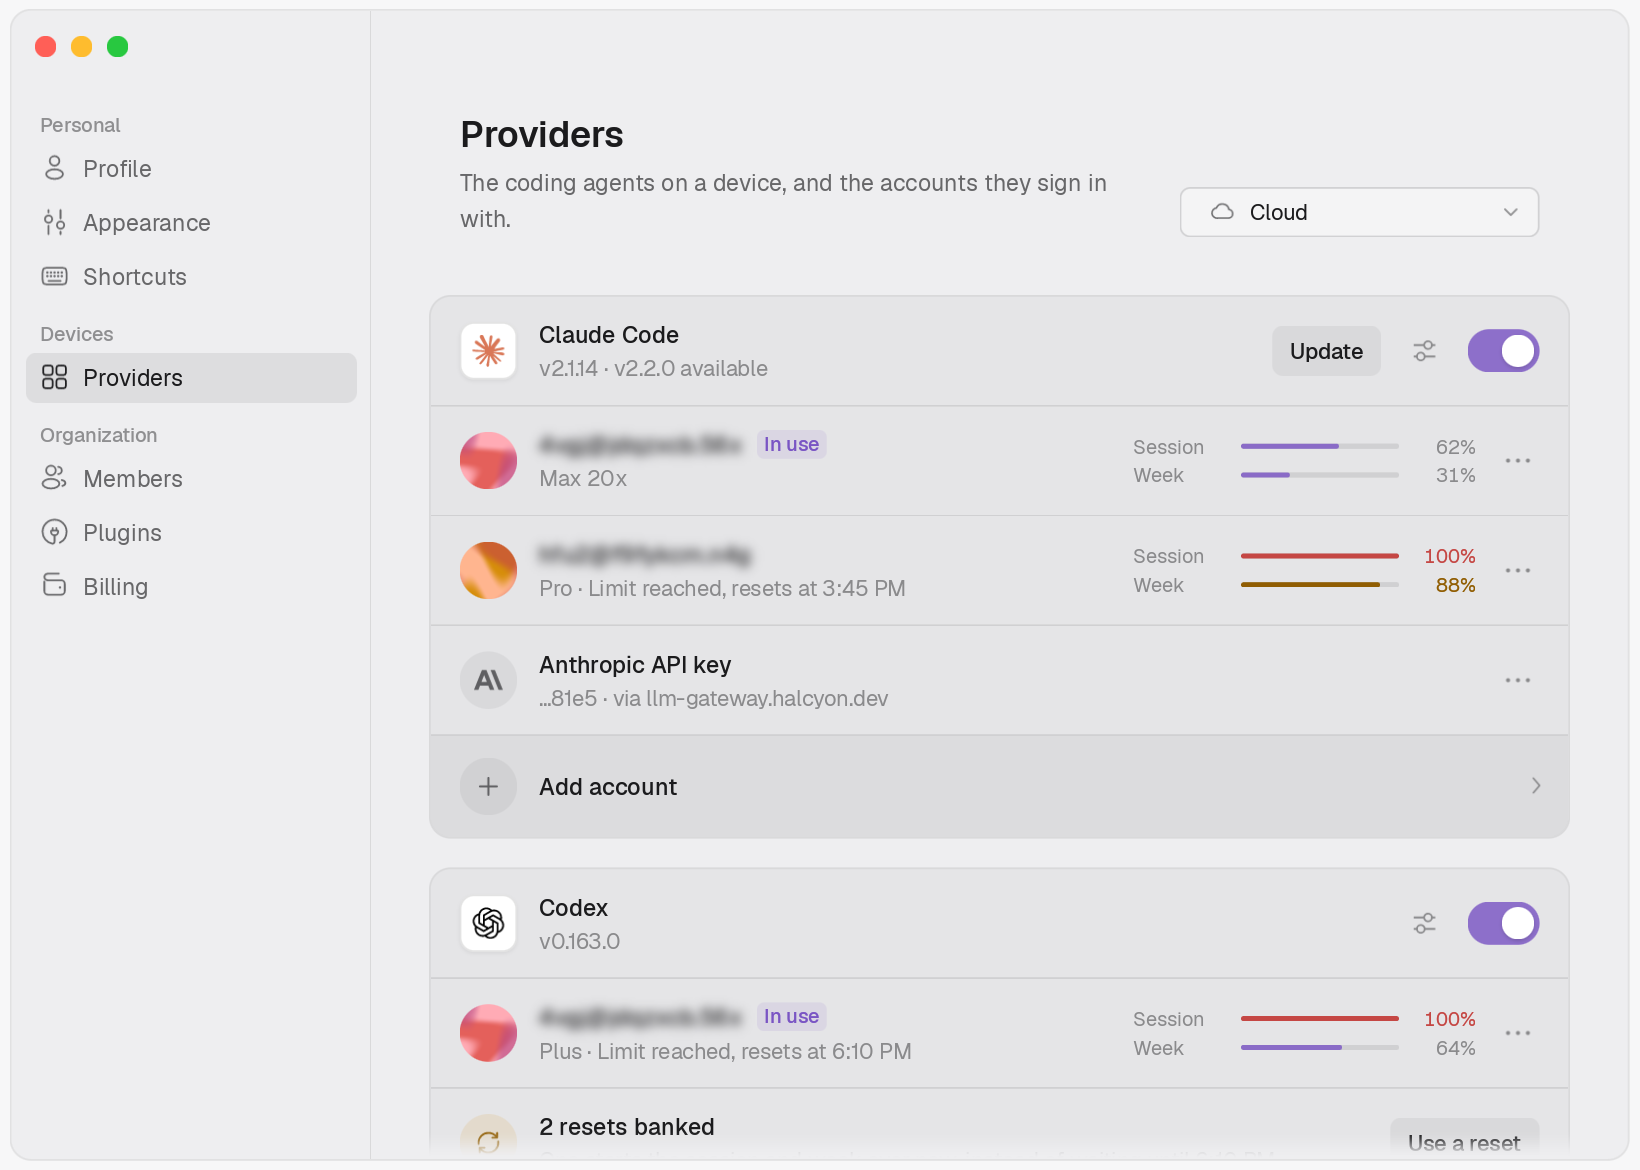 Personal
Profile
Appearance
Shortcuts
Devices
Providers
Organization
Members
Plugins
Billing
Providers
The coding agents on a device, and the accounts they sign in
with.
Cloud
Claude Code
v2.1.14 · v2.2.0 available
Update
In use
Max 20x
Session 62%
Week 31%
Pro · Limit reached, resets at 3:45 PM
Session 100%
Week 88%
Anthropic API key
...81e5 · via llm-gateway.halcyon.dev
Add account
Codex
v0.163.0
In use
Plus · Limit reached, resets at 6:10 PM
Session 100%
Week 64%
2 resets banked
Use a reset